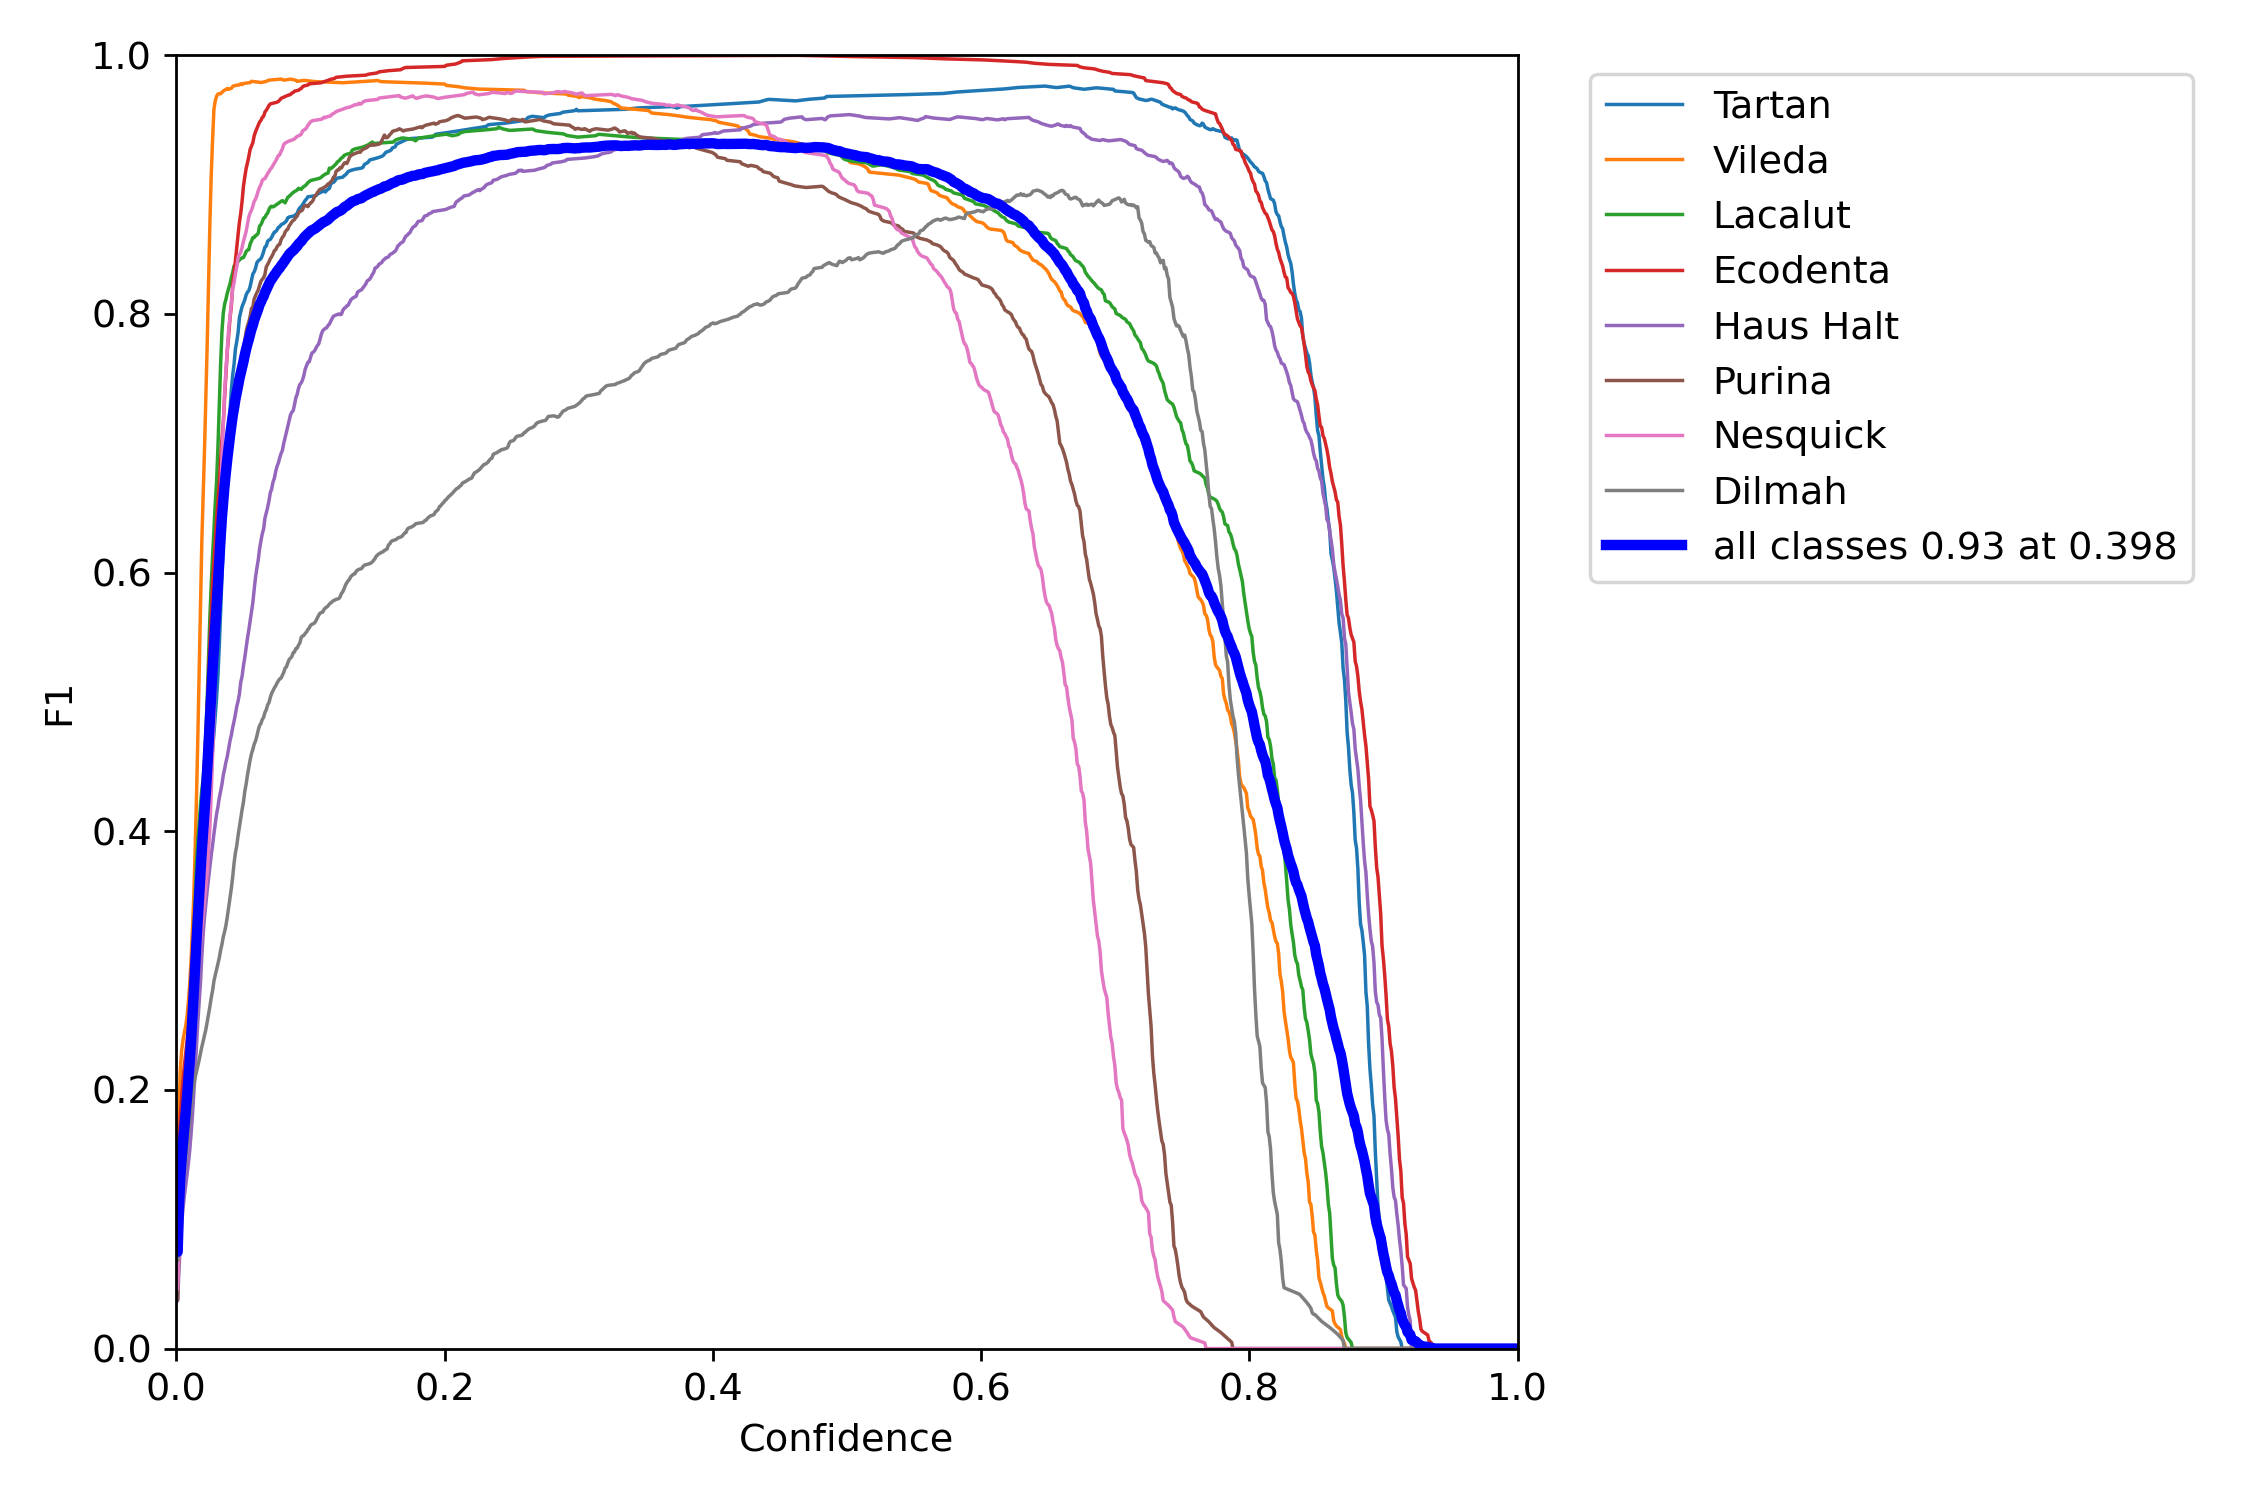 1.0
0.8
0.6
0.4
0.2
0.0
F1
0.0 0.2 0.4 0.6 0.8 1.0
Confidence
Tartan
Vileda
Lacalut
Ecodenta
Haus Halt
Purina
Nesquick
Dilmah
all classes 0.93 at 0.398